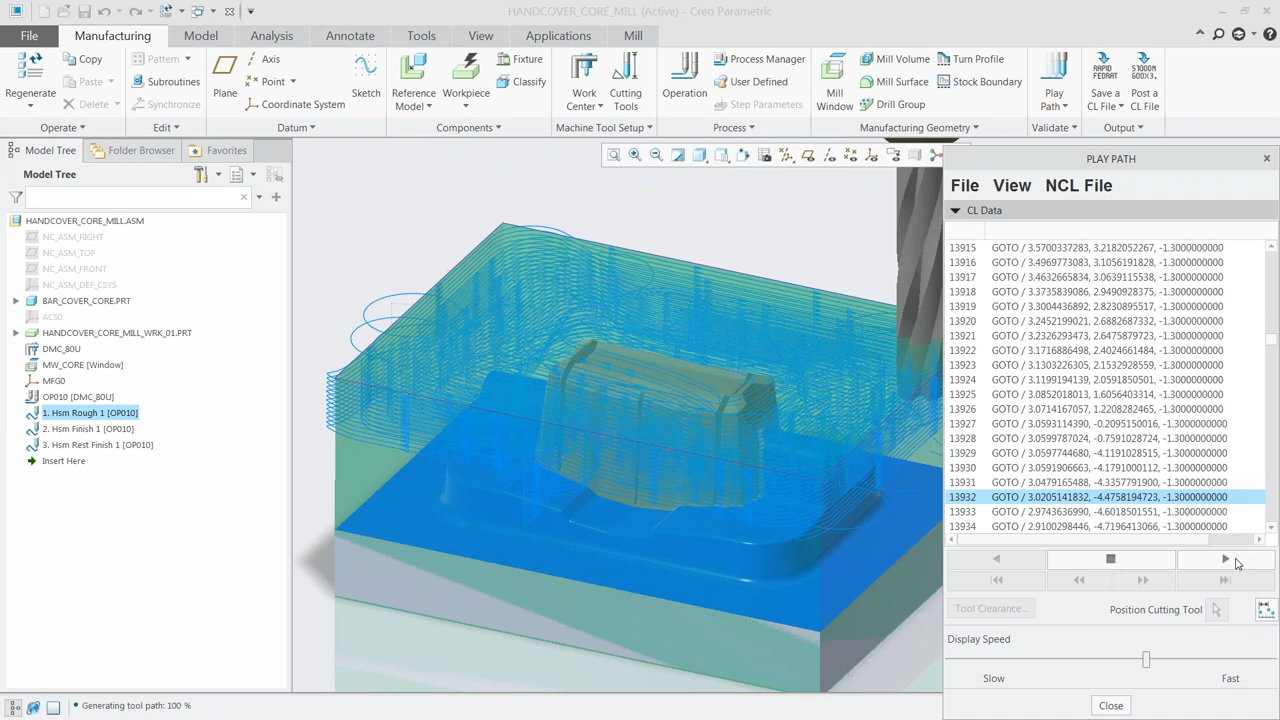 HANDCOVER_CORE_MILL (Active) - Creo Parametric
File Manufacturing Model Analysis Annotate Tools View Applications Mill
Regenerate
Copy
Paste
Delete
Operate
Pattern
Subroutines
Synchronize
Edit
Plane
Axis
Point
Coordinate System
Sketch
Datum
Reference Model
Workpiece
Fixture
Classify
Components
Work Center
Cutting Tools
Machine Tool Setup
Operation
Process Manager
User Defined
Step Parameters
Process
Mill Window
Mill Volume
Mill Surface
Drill Group
Turn Profile
Stock Boundary
Manufacturing Geometry
Play Path
Validate
RAPID
FEDRAT
Save a CL File
S1000M
G00X3.
Post a CL File
Output
Model Tree Folder Browser Favorites
Model Tree
HANDCOVER_CORE_MILL.ASM
NC_ASM_RIGHT
NC_ASM_TOP
NC_ASM_FRONT
NC_ASM_DEF_CSYS
BAR_COVER_CORE.PRT
ACS0
HANDCOVER_CORE_MILL_WRK_01.PRT
DMC_80U
MW_CORE [Window]
MFG0
OP010 [DMC_80U]
1. Hsm Rough 1 [OP010]
2. Hsm Finish 1 [OP010]
3. Hsm Rest Finish 1 [OP010]
Insert Here
PLAY PATH
File View NCL File
CL Data
13915 GOTO / 3.5700337283, 3.2182052267, -1.3000000000
13916 GOTO / 3.4969773083, 3.1056191828, -1.3000000000
13917 GOTO / 3.4632665834, 3.0639115538, -1.3000000000
13918 GOTO / 3.3735839086, 2.9490928375, -1.3000000000
13919 GOTO / 3.3004436892, 2.8230895517, -1.3000000000
13920 GOTO / 3.2452199021, 2.6882687332, -1.3000000000
13921 GOTO / 3.2326293473, 2.6475879723, -1.3000000000
13922 GOTO / 3.1716886498, 2.4024661484, -1.3000000000
13923 GOTO / 3.1103226305, 2.1532928559, -1.3000000000
13924 GOTO / 3.1199194139, 2.0591850501, -1.3000000000
13925 GOTO / 3.0852018013, 1.6056403314, -1.3000000000
13926 GOTO / 3.0714167057, 1.2208282465, -1.3000000000
13927 GOTO / 3.0593114390, -0.2095150016, -1.3000000000
13928 GOTO / 3.0599787024, -0.7591028724, -1.3000000000
13929 GOTO / 3.0597744680, -4.1191028515, -1.3000000000
13930 GOTO / 3.0591906663, -4.1791000112, -1.3000000000
13931 GOTO / 3.0479165488, -4.3357791900, -1.3000000000
13932 GOTO / 3.0205141832, -4.4758194723, -1.3000000000
13933 GOTO / 2.9743636990, -4.6018501551, -1.3000000000
13934 GOTO / 2.9100298446, -4.7196413066, -1.3000000000
Tool Clearance...
Position Cutting Tool
Display Speed
Slow Fast
Close
Generating tool path: 100 %